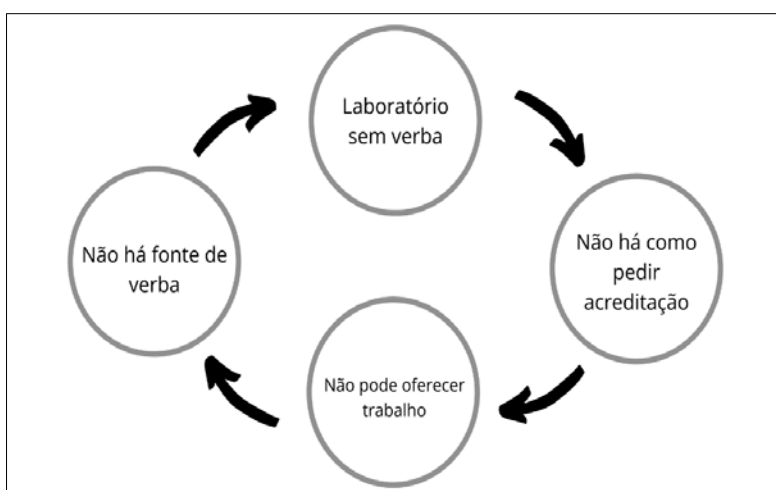 Laboratório
sem verba
Não há como
pedir
acreditação
Não pode oferecer
trabalho
Não há fonte de
verba